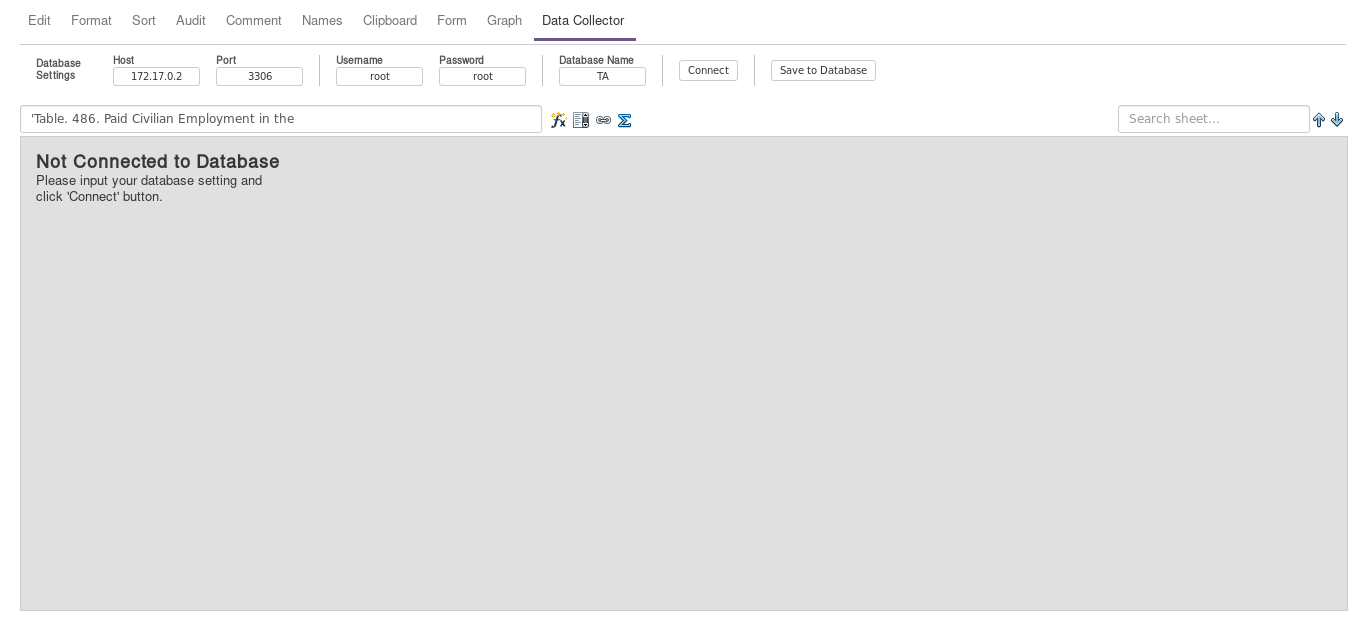 Edit Format Sort Audit Comment Names Clipboard Form Graph Data Collector
Database Settings
Host
172.17.0.2
Port
3306
Username
root
Password
root
Database Name
TA
Connect
Save to Database
'Table. 486. Paid Civilian Employment in the
Search sheet...
Not Connected to Database
Please input your database setting and
click 'Connect' button.